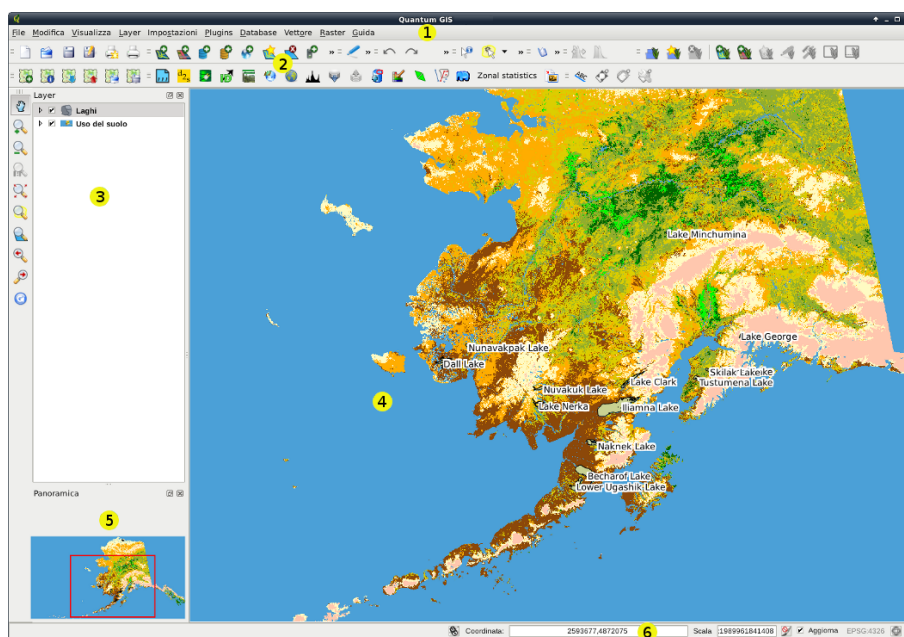 Quantum GIS
File Modifica Visualizza Layer Impostazioni Plugins Database Vettore Raster Guida
1
2
Zonal statistics
Layer
Laghi
Uso del suolo
3
Lake Minchumina
Lake George
Nunavakpak Lake
Dall Lake
Skilak Lake
Lake Clark
Tustumena Lake
Nuvakuk Lake
4
Lake Nerka
Iliamna Lake
Naknek Lake
Becharof Lake
Lower Ugashik Lake
Panoramica
5
Coordinata: 2593677,4872075 6 Scala 1989961841408 Aggiorna EPSG:4326